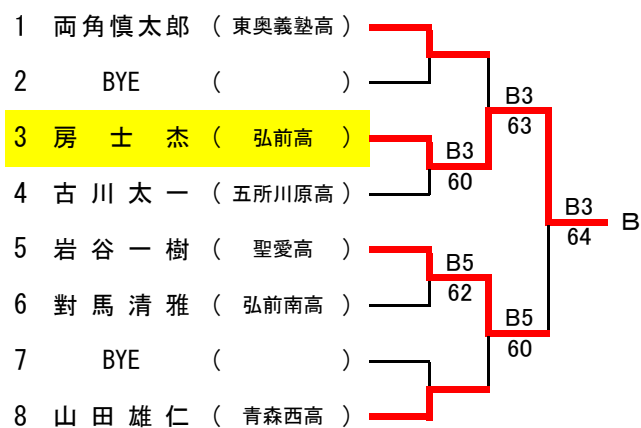 1 両角慎太郎 ( 東奥義塾高 )
2 BYE ( )
B3
63
3 房士杰 ( 弘前高 )
B3
60
4 古川太一 ( 五所川原高 )
B3
64
B
5 岩谷一樹 ( 聖愛高 )
B5
62
6 對馬清雅 ( 弘前南高 )
B5
60
7 BYE ( )
8 山田雄仁 ( 青森西高 )